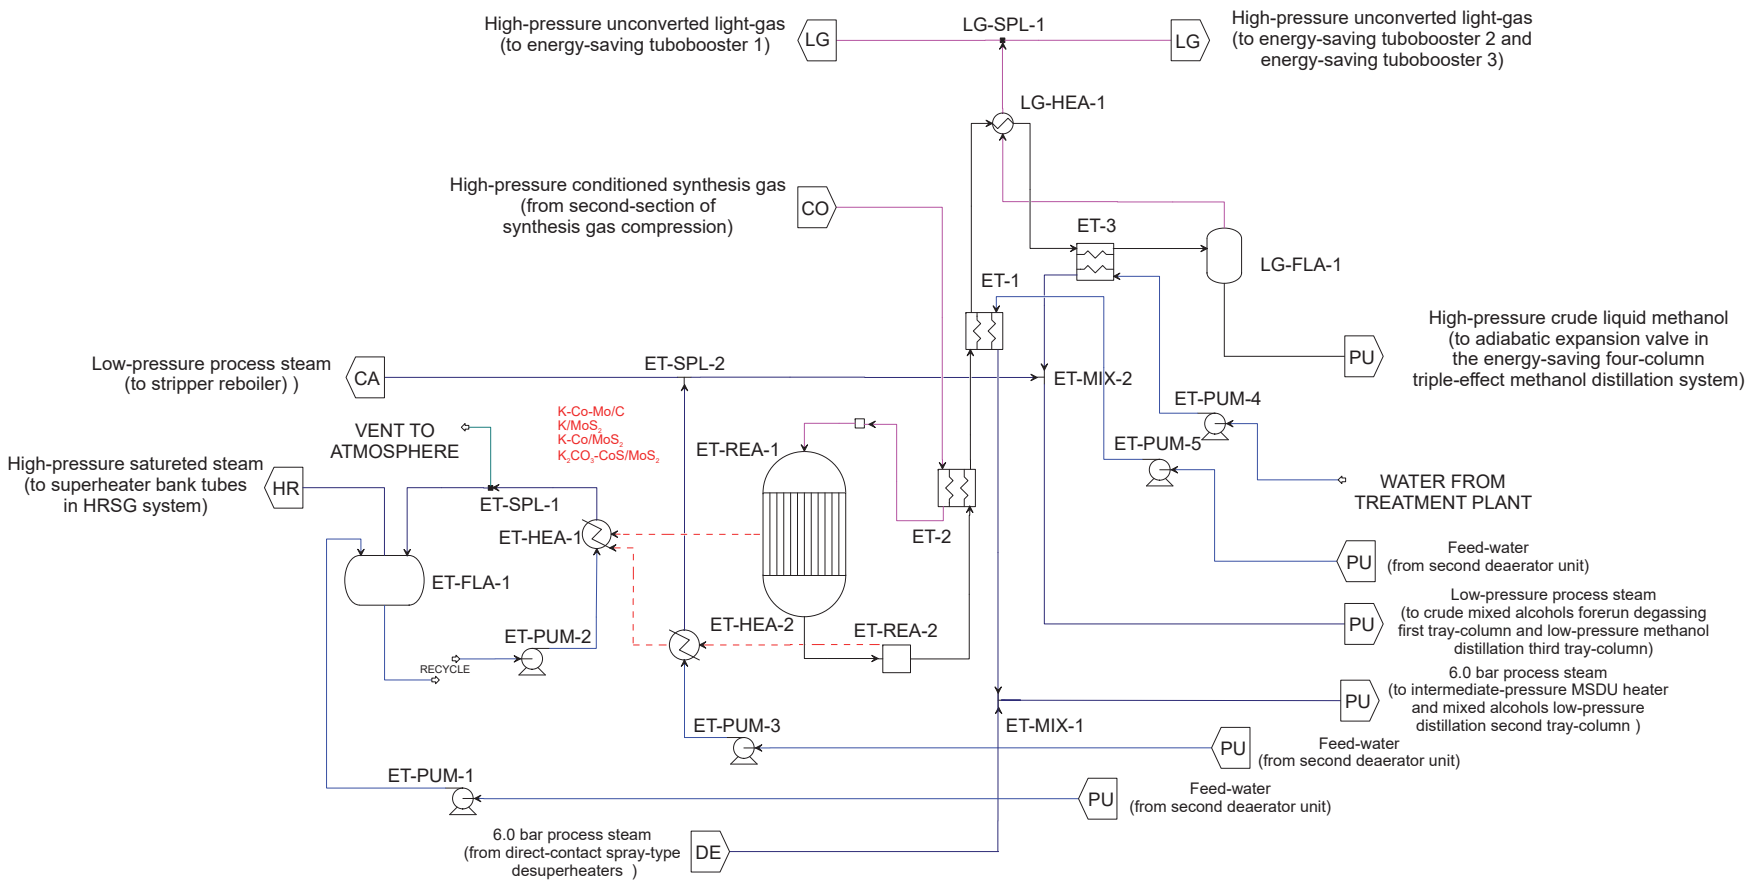 High-pressure unconverted light-gas
(to energy-saving tubobooster 1)
LG
LG-SPL-1
LG
High-pressure unconverted light-gas
(to energy-saving tubobooster 2 and
energy-saving tubobooster 3)
LG-HEA-1
High-pressure conditioned synthesis gas
(from second-section of
synthesis gas compression)
CO
ET-3
LG-FLA-1
ET-1
High-pressure crude liquid methanol
(to adiabatic expansion valve in
the energy-saving four-column
triple-effect methanol distillation system)
PU
Low-pressure process steam
(to stripper reboiler) )
CA
ET-SPL-2
ET-MIX-2
ET-PUM-4
K-Co-Mo/C
K/MoS2
K-Co/MoS2
K2CO3-CoS/MoS2
VENT TO
ATMOSPHERE
ET-REA-1
ET-PUM-5
High-pressure satureted steam
(to superheater bank tubes
in HRSG system)
HR
ET-SPL-1
WATER FROM
TREATMENT PLANT
ET-HEA-1
ET-2
PU
Feed-water
(from second deaerator unit)
ET-FLA-1
Low-pressure process steam
(to crude mixed alcohols forerun degassing
first tray-column and low-pressure methanol
distillation third tray-column)
PU
ET-HEA-2
ET-REA-2
ET-PUM-2
RECYCLE
6.0 bar process steam
(to intermediate-pressure MSDU heater
and mixed alcohols low-pressure
distillation second tray-column )
PU
ET-PUM-3
ET-MIX-1
PU
Feed-water
(from second deaerator unit)
ET-PUM-1
PU
Feed-water
(from second deaerator unit)
6.0 bar process steam
(from direct-contact spray-type
desuperheaters )
DE